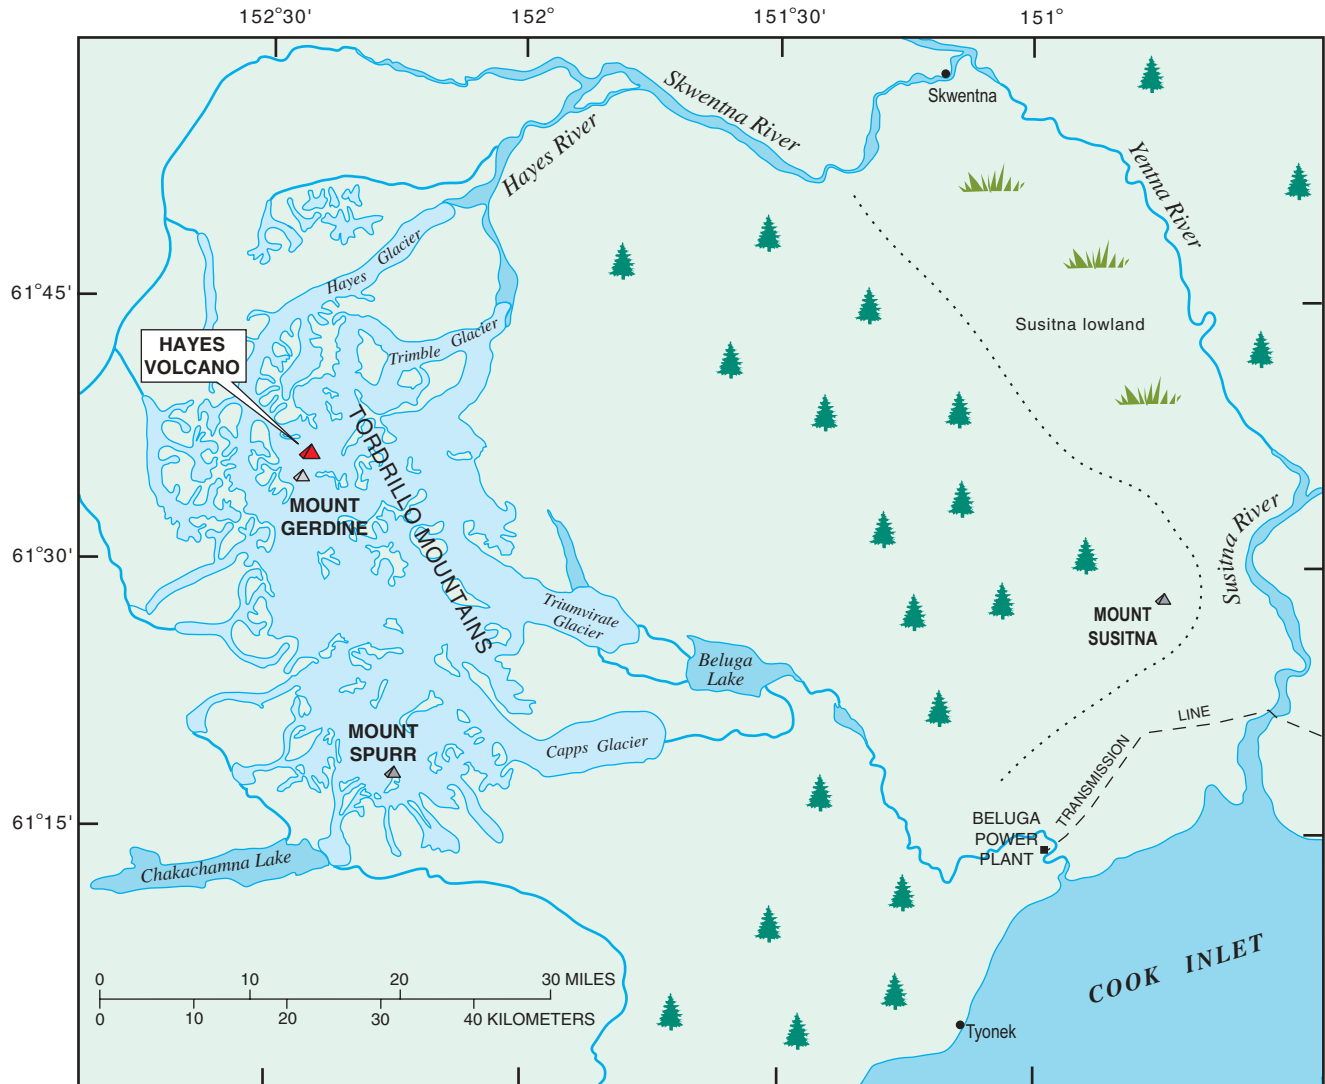 152°30'
152°
151°30'
151°
Skwentna
Skwentna River
Hayes River
Yentna River
Hayes Glacier
61°45'
Susitna lowland
Trimble Glacier
HAYES
VOLCANO
TORDRILLO MOUNTAINS
MOUNT
GERDINE
Susitna River
61°30'
Triumvirate
Glacier
MOUNT
SUSITNA
Beluga
Lake
LINE
MOUNT
SPURR
Capps Glacier
TRANSMISSION
61°15'
BELUGA
POWER
PLANT
Chakachamna Lake
COOK INLET
0 10 20 30 MILES
0 10 20 30 40 KILOMETERS
Tyonek